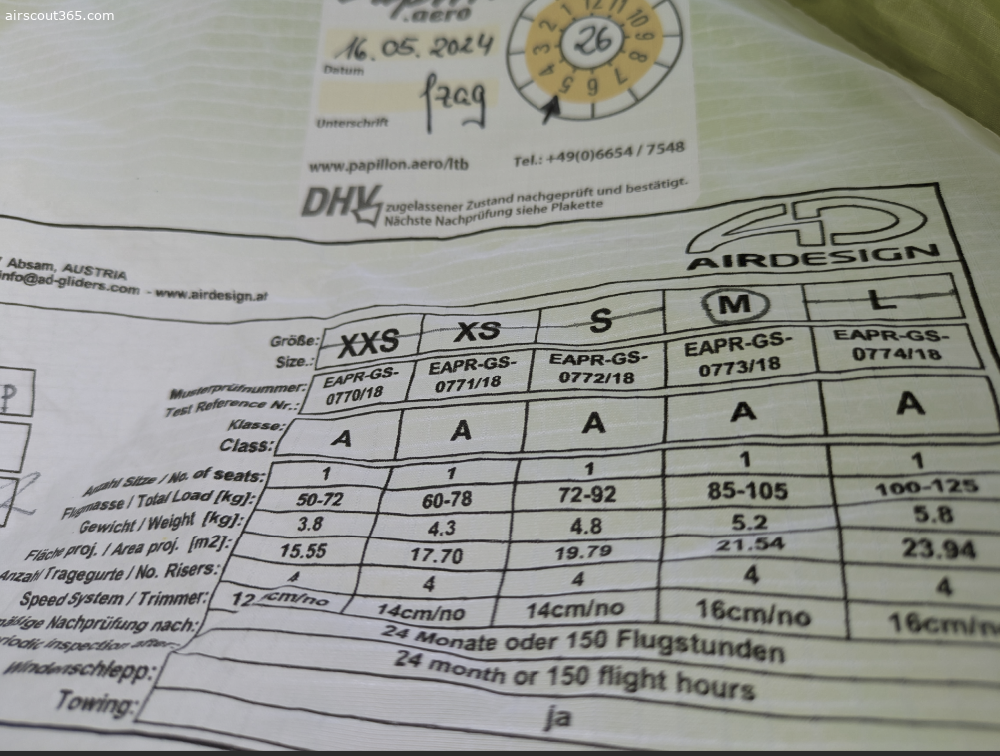 airscout365.com
.aero
16.05.2024
Datum
fzag
Unterschrift
1 12 11 10 9 8 7 6 5 4 3 2
26
www.papillon.aero/ltb
Tel.: +49(0)6654 / 7548
DHV zugelassener Zustand nachgeprüft und bestätigt.
Nächste Nachprüfung siehe Plakette
Absam, AUSTRIA
info@ad-gliders.com - www.airdesign.at
AIRDESIGN
Größe: XXS XS S M L
Size.:
Musterprüfnummer: EAPR-GS-0770/18 EAPR-GS-0771/18 EAPR-GS-0772/18 EAPR-GS-0773/18 EAPR-GS-0774/18
Test Reference Nr.:
Klasse:
Class: A A A A A
Anzahl Sitze / No. of seats: 1 1 1 1 1
Flugmasse / Total Load [kg]: 50-72 60-78 72-92 85-105 100-125
Gewicht / Weight [kg]: 3.8 4.3 4.8 5.2 5.8
Fläche proj. / Area proj. [m2]: 15.55 17.70 19.79 21.54 23.94
Anzahl Tragegurte / No. Risers: 4 4 4 4 4
Speed System / Trimmer: 12 cm/no 14cm/no 14cm/no 16cm/no 16cm/no
Nachprüfung nach: 24 Monate oder 150 Flugstunden
inspection after: 24 month or 150 flight hours
Windenschlepp: ja
Towing: